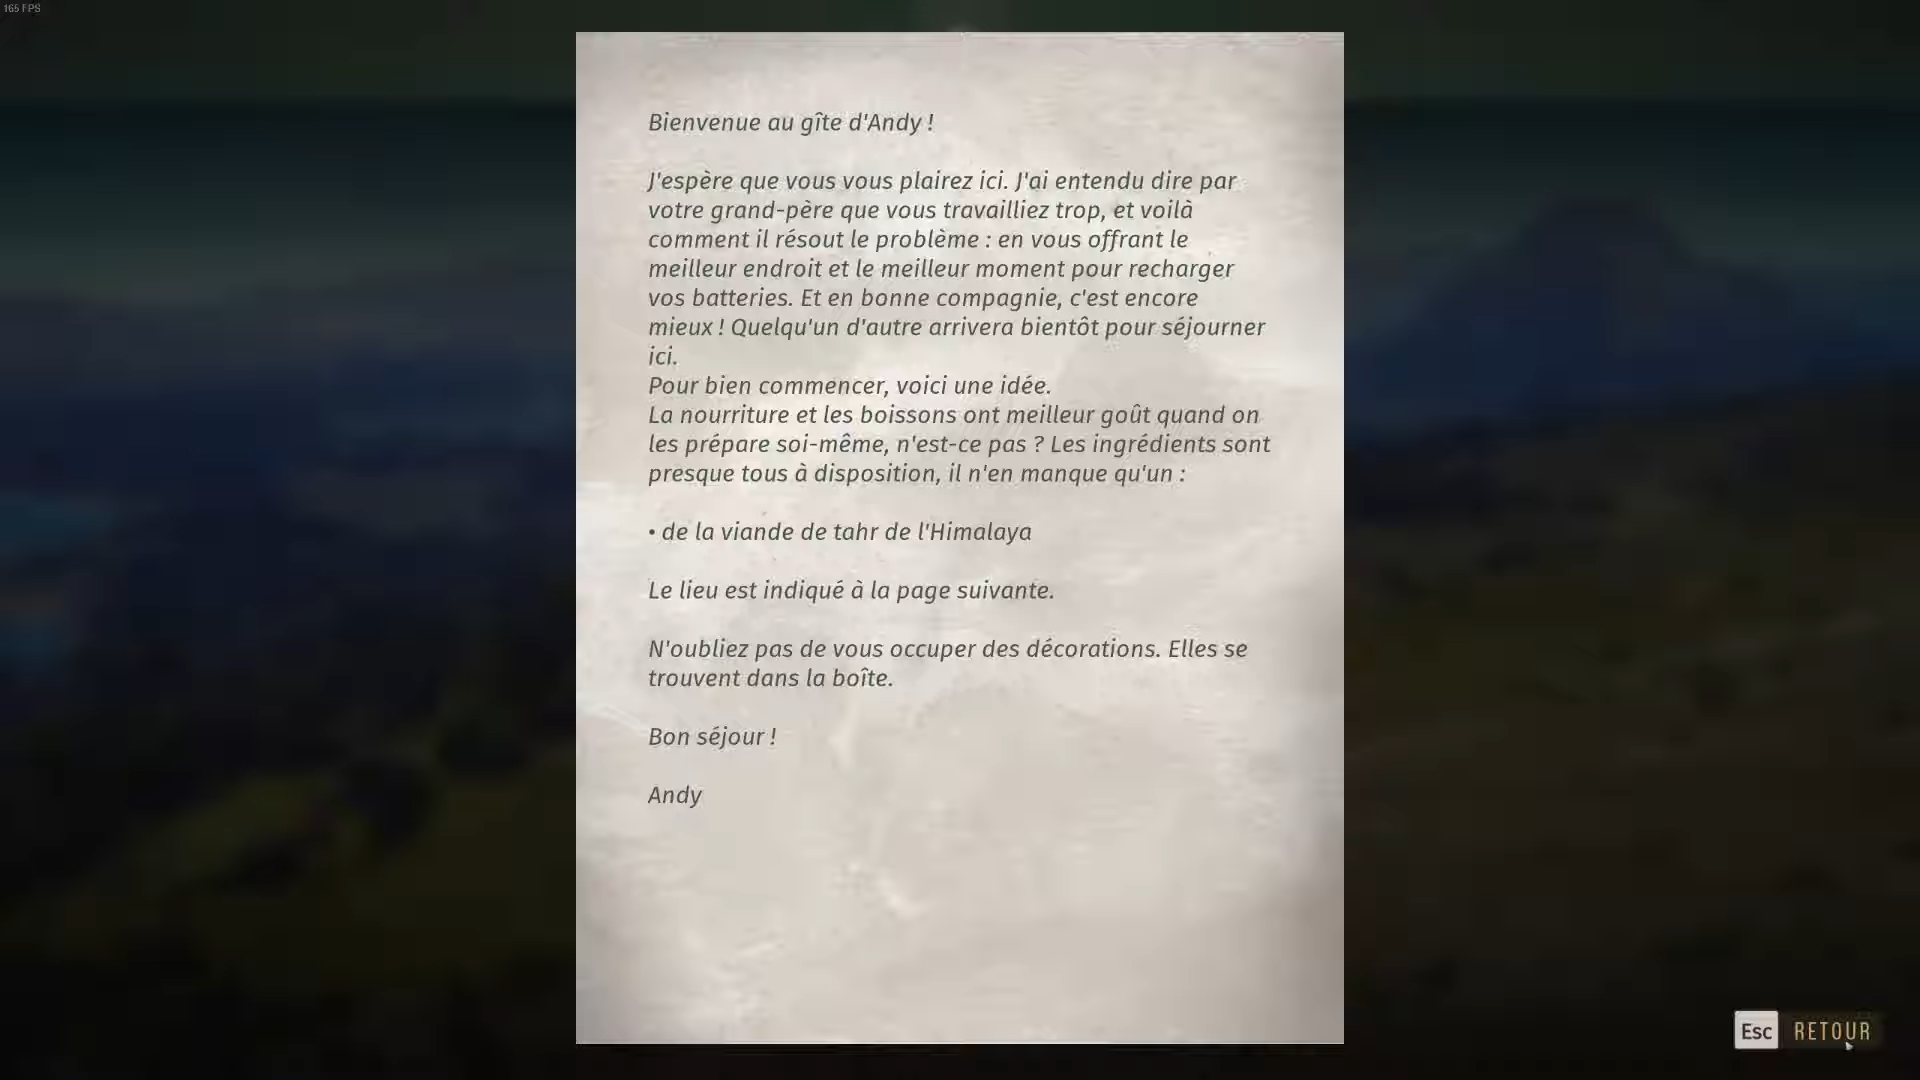 165 FPS
Bienvenue au gîte d'Andy !
J'espère que vous vous plairez ici. J'ai entendu dire par
votre grand-père que vous travailliez trop, et voilà
comment il résout le problème : en vous offrant le
meilleur endroit et le meilleur moment pour recharger
vos batteries. Et en bonne compagnie, c'est encore
mieux ! Quelqu'un d'autre arrivera bientôt pour séjourner
ici.
Pour bien commencer, voici une idée.
La nourriture et les boissons ont meilleur goût quand on
les prépare soi-même, n'est-ce pas ? Les ingrédients sont
presque tous à disposition, il n'en manque qu'un :
• de la viande de tahr de l'Himalaya
Le lieu est indiqué à la page suivante.
N'oubliez pas de vous occuper des décorations. Elles se
trouvent dans la boîte.
Bon séjour !
Andy
Esc RETOUR